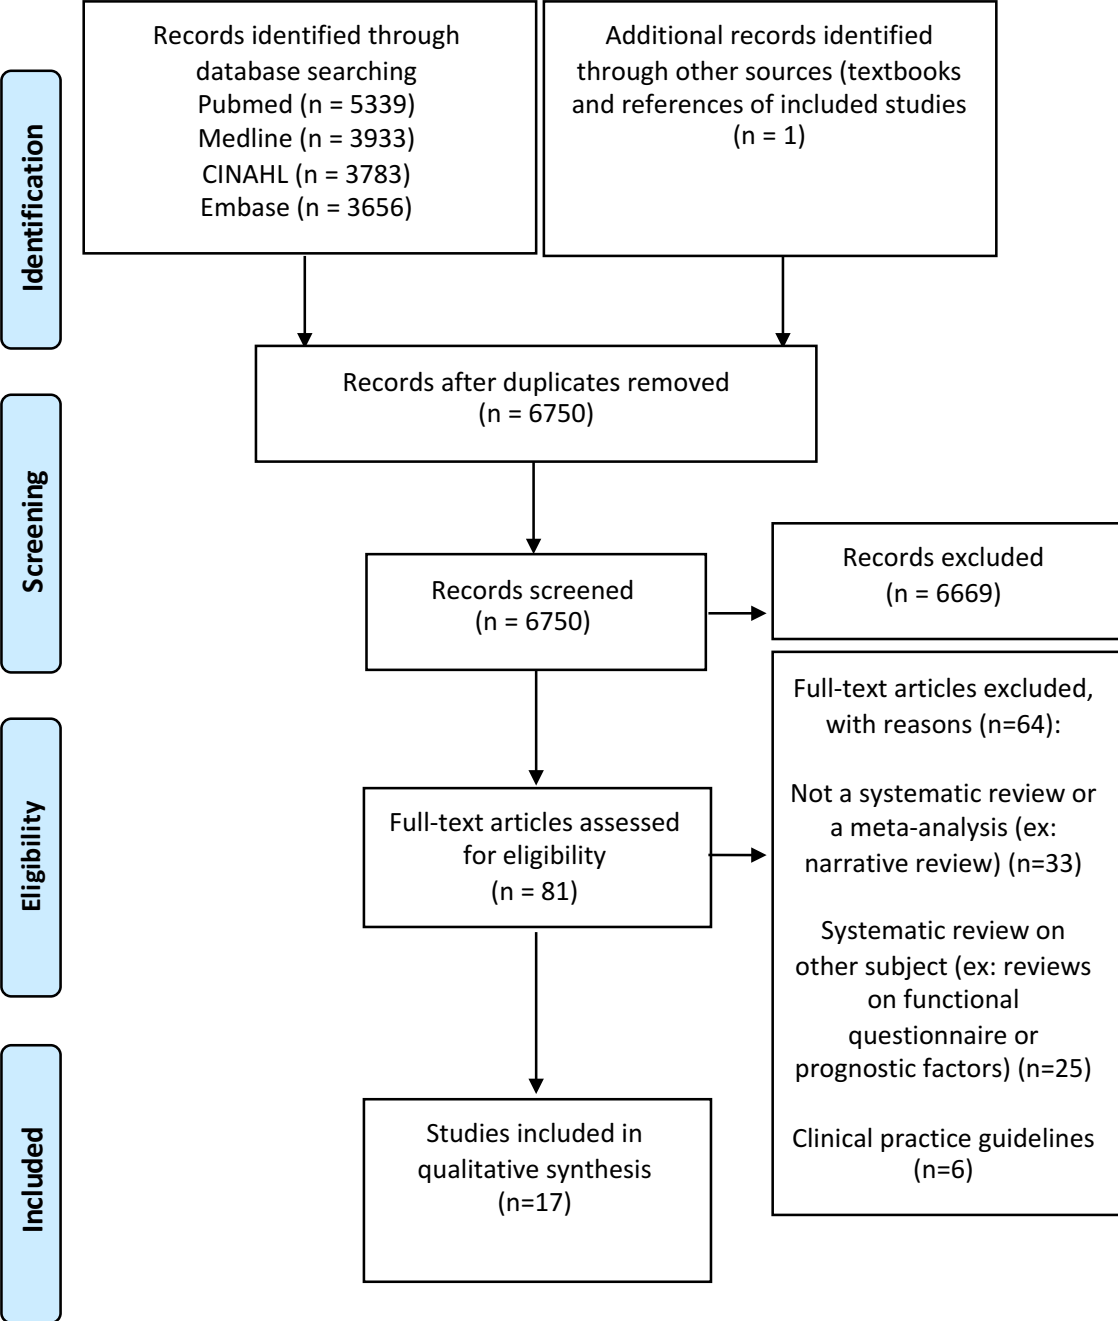 Identification
Records identified through
database searching
Pubmed (n = 5339)
Medline (n = 3933)
CINAHL (n = 3783)
Embase (n = 3656)
Additional records identified
through other sources (textbooks
and references of included studies
(n = 1)
Records after duplicates removed
(n = 6750)
Screening
Records screened
(n = 6750)
Records excluded
(n = 6669)
Eligibility
Full-text articles assessed
for eligibility
(n = 81)
Full-text articles excluded,
with reasons (n=64):
Not a systematic review or
a meta-analysis (ex:
narrative review) (n=33)
Systematic review on
other subject (ex: reviews
on functional
questionnaire or
prognostic factors) (n=25)
Clinical practice guidelines
(n=6)
Included
Studies included in
qualitative synthesis
(n=17)